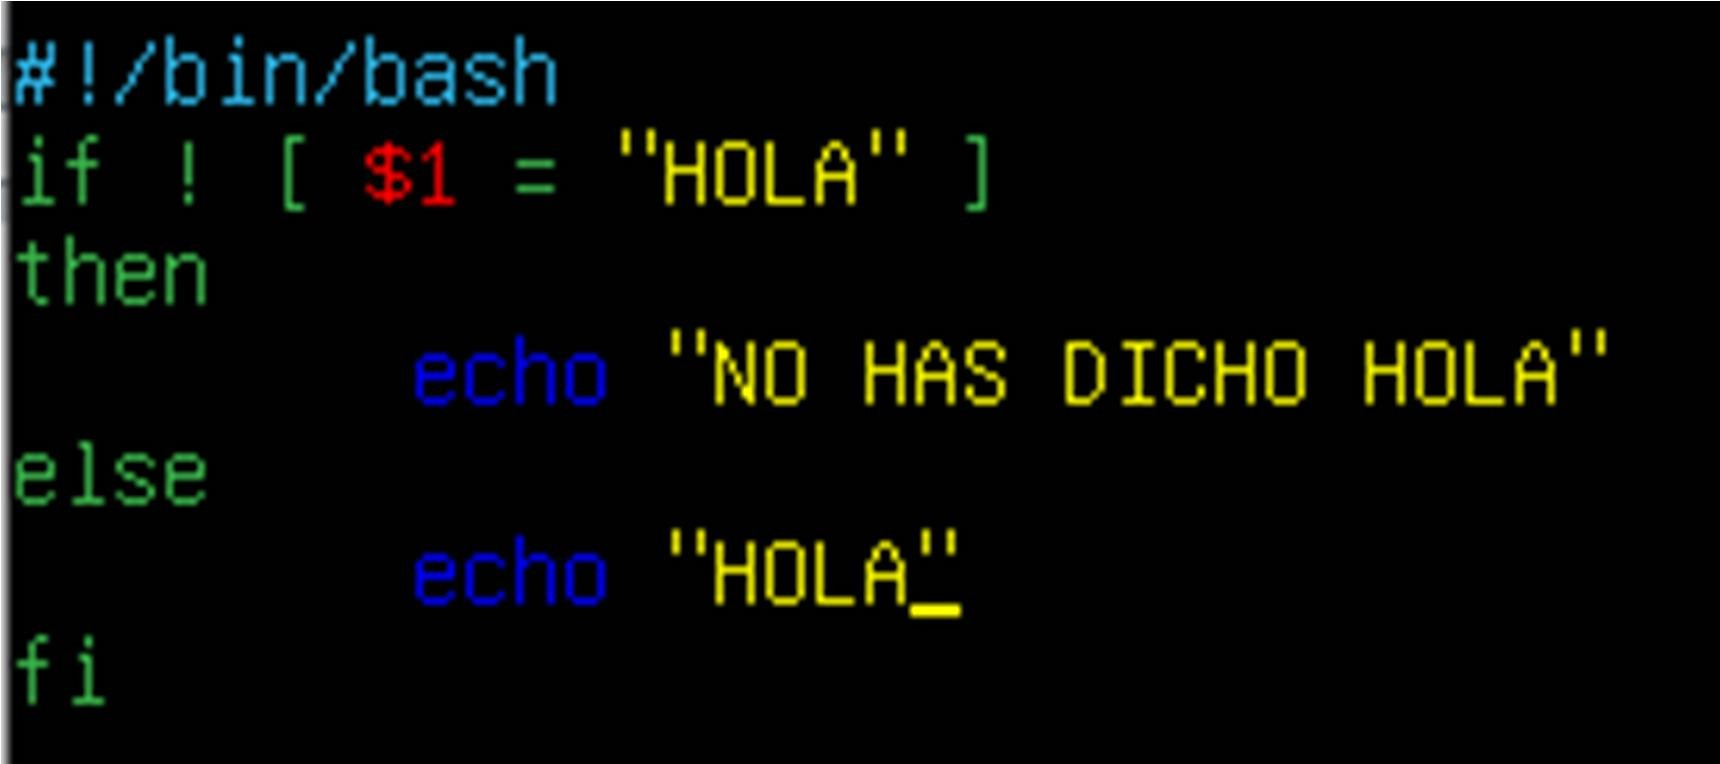 #!/bin/bash
if ! [ $1 = "HOLA" ]
then
        echo "NO HAS DICHO HOLA"
else
        echo "HOLA"
fi